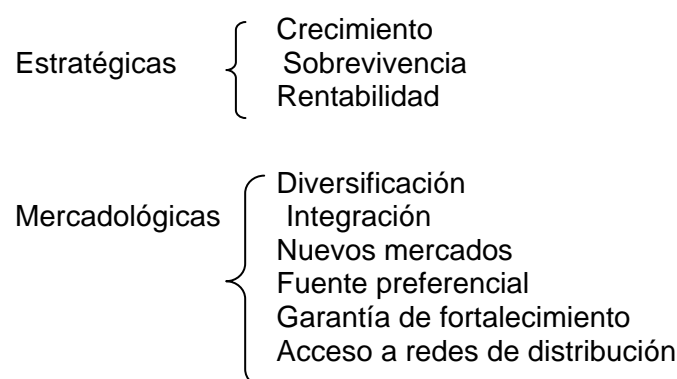 Crecimiento
Estratégicas Sobrevivencia
Rentabilidad
Diversificación
Mercadológicas Integración
Nuevos mercados
Fuente preferencial
Garantía de fortalecimiento
Acceso a redes de distribución